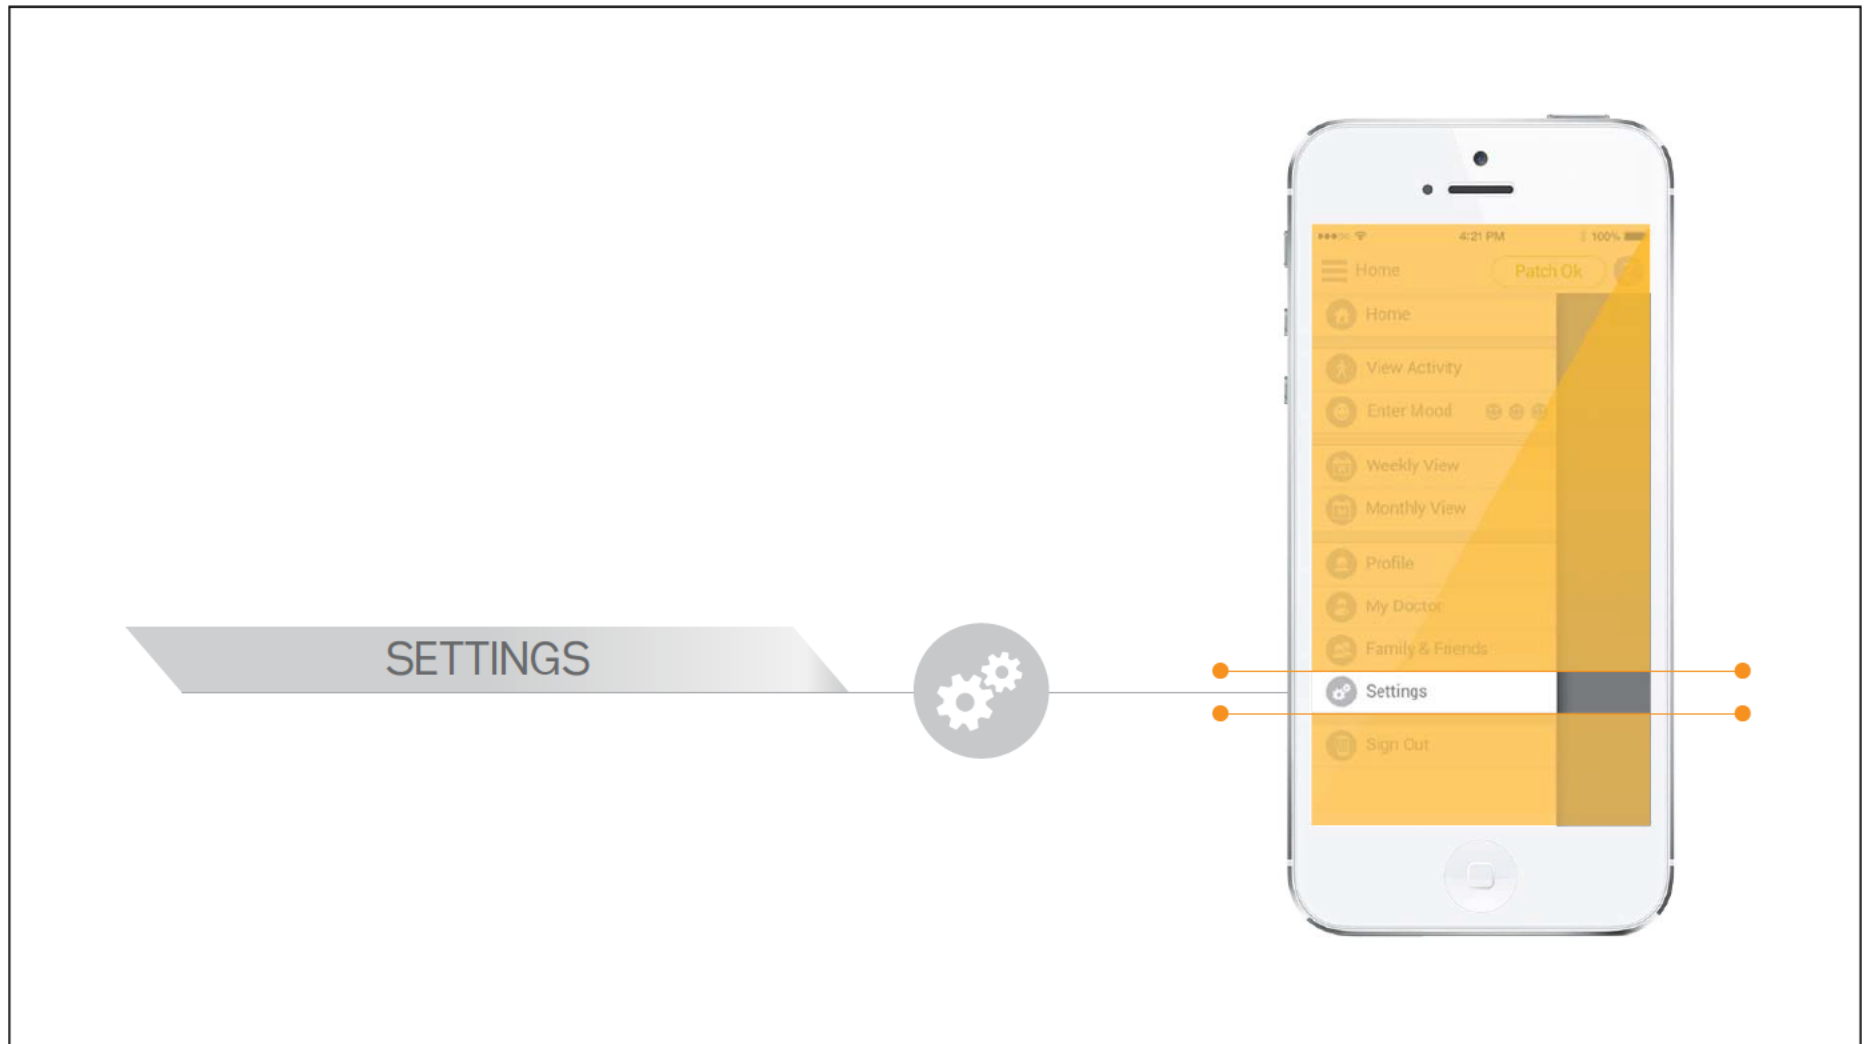 4:21 PM
100%
Home
Patch Ok
Home
View Activity
Enter Mood
Weekly View
Monthly View
Profile
My Doctor
Family & Friends
SETTINGS
Settings
Sign Out